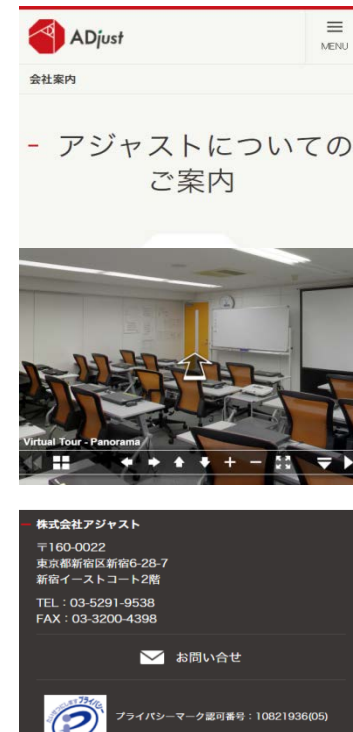 ADjust
MENU
会社案内
アジャストについての
ご案内
Virtual Tour - Panorama
株式会社アジャスト
〒160-0022
東京都新宿区新宿6-28-7
新宿イーストコート2階
TEL：03-5291-9538
FAX：03-3200-4398
お問い合せ
プライバシーマーク認可番号：10821936(05)